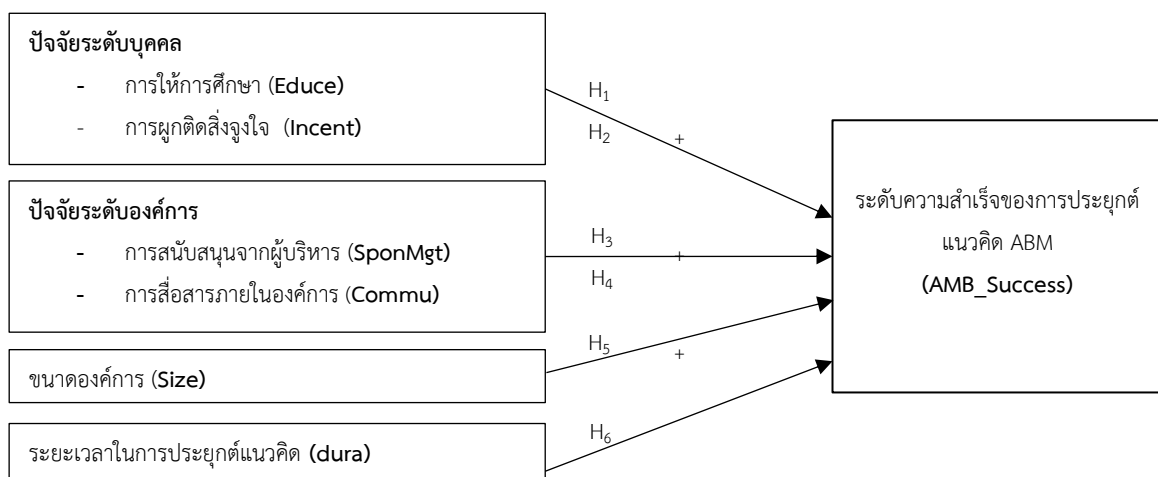 ปัจจัยระดับบุคคล
- การให้การศึกษา (Educe)
- การผูกติดสิ่งจูงใจ (Incent)
H1
H2
+
ปัจจัยระดับองค์การ
- การสนับสนุนจากผู้บริหาร (SponMgt)
- การสื่อสารภายในองค์การ (Commu)
H3
+
H4
ขนาดองค์การ (Size)
H5
+
ระยะเวลาในการประยุกต์แนวคิด (dura)
H6
ระดับความสำเร็จของการประยุกต์
แนวคิด ABM
(AMB_Success)